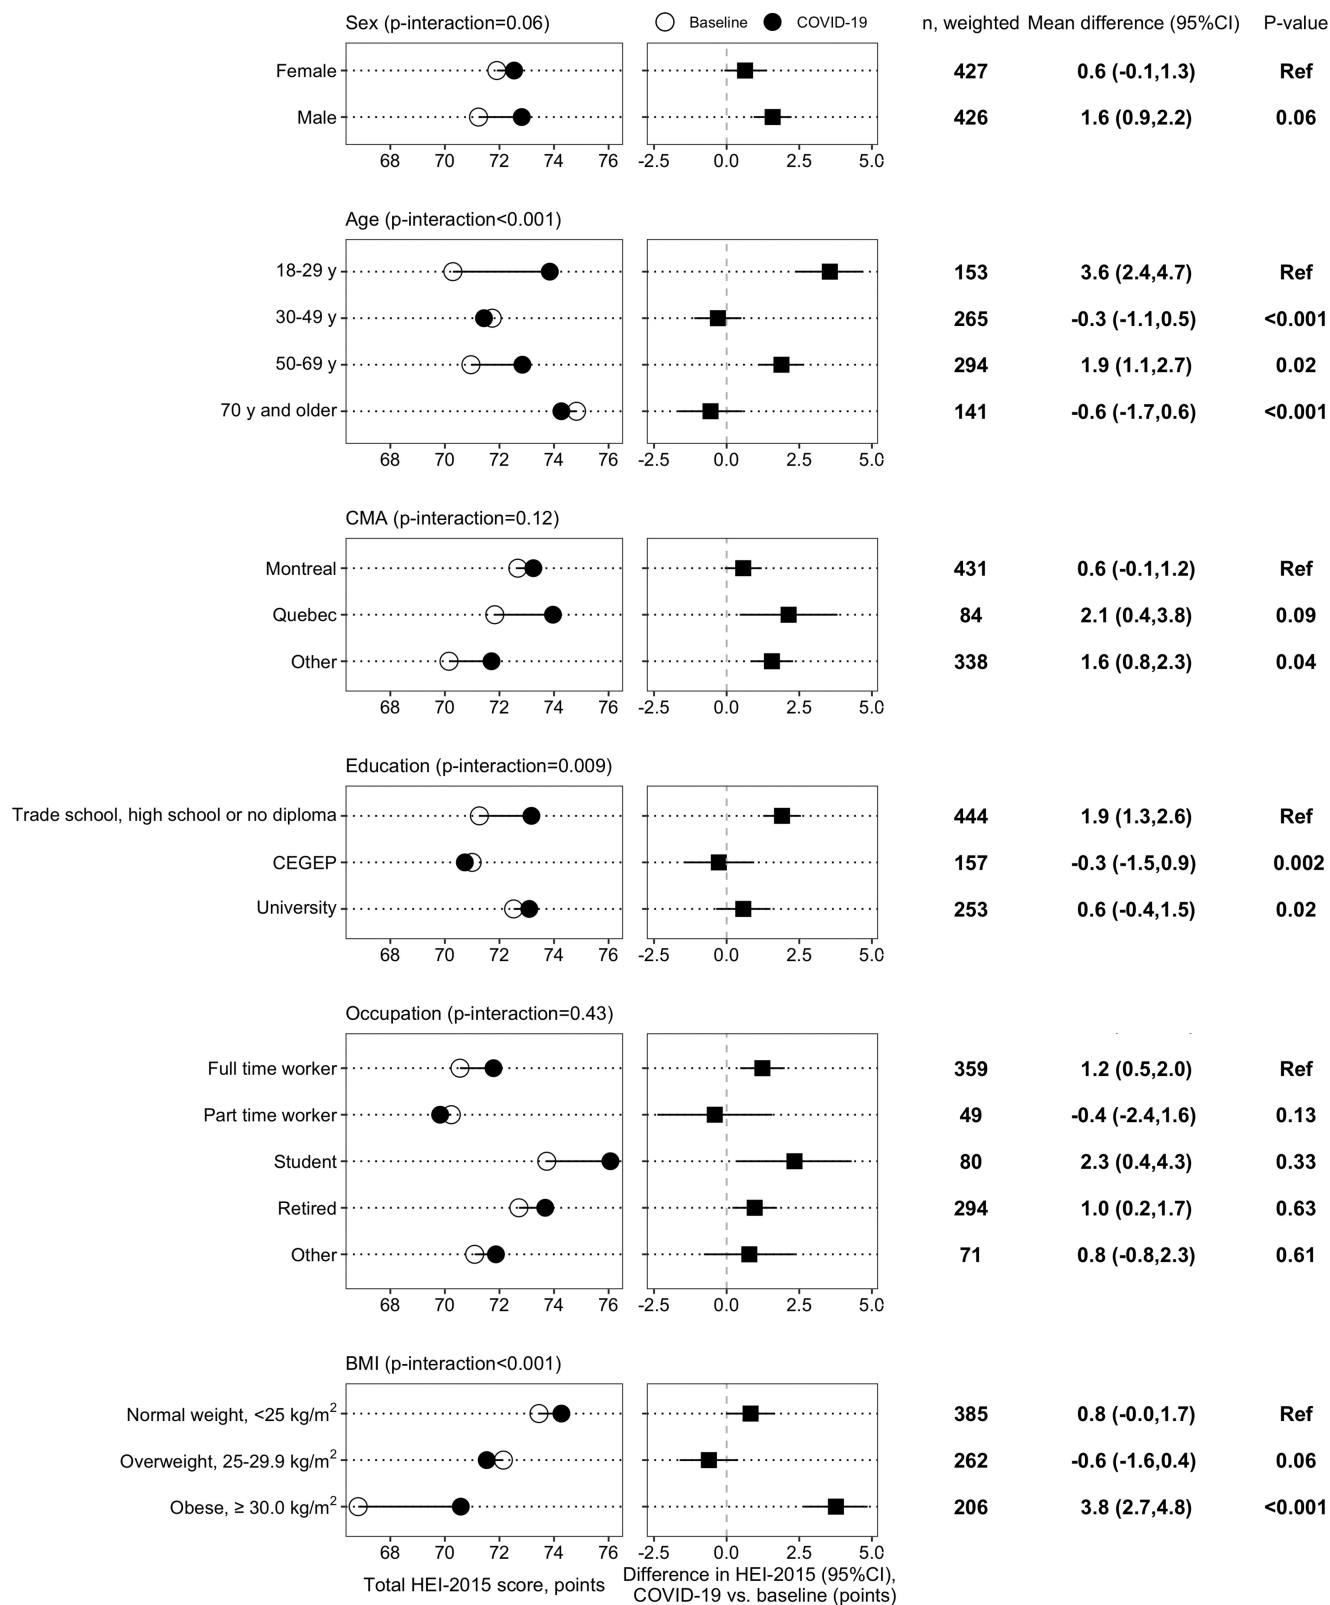 Sex (p-interaction=0.06) Baseline COVID-19 n, weighted Mean difference (95%CI) P-value
Female 427 0.6 (-0.1,1.3) Ref
Male 426 1.6 (0.9,2.2) 0.06
68 70 72 74 76 -2.5 0.0 2.5 5.0
Age (p-interaction<0.001)
18-29 y 153 3.6 (2.4,4.7) Ref
30-49 y 265 -0.3 (-1.1,0.5) <0.001
50-69 y 294 1.9 (1.1,2.7) 0.02
70 y and older 141 -0.6 (-1.7,0.6) <0.001
68 70 72 74 76 -2.5 0.0 2.5 5.0
CMA (p-interaction=0.12)
Montreal 431 0.6 (-0.1,1.2) Ref
Quebec 84 2.1 (0.4,3.8) 0.09
Other 338 1.6 (0.8,2.3) 0.04
68 70 72 74 76 -2.5 0.0 2.5 5.0
Education (p-interaction=0.009)
Trade school, high school or no diploma 444 1.9 (1.3,2.6) Ref
CEGEP 157 -0.3 (-1.5,0.9) 0.002
University 253 0.6 (-0.4,1.5) 0.02
68 70 72 74 76 -2.5 0.0 2.5 5.0
Occupation (p-interaction=0.43)
Full time worker 359 1.2 (0.5,2.0) Ref
Part time worker 49 -0.4 (-2.4,1.6) 0.13
Student 80 2.3 (0.4,4.3) 0.33
Retired 294 1.0 (0.2,1.7) 0.63
Other 71 0.8 (-0.8,2.3) 0.61
68 70 72 74 76 -2.5 0.0 2.5 5.0
BMI (p-interaction<0.001)
Normal weight, <25 kg/m² 385 0.8 (-0.0,1.7) Ref
Overweight, 25-29.9 kg/m² 262 -0.6 (-1.6,0.4) 0.06
Obese, ≥ 30.0 kg/m² 206 3.8 (2.7,4.8) <0.001
68 70 72 74 76 -2.5 0.0 2.5 5.0
Total HEI-2015 score, points Difference in HEI-2015 (95%CI),
COVID-19 vs. baseline (points)